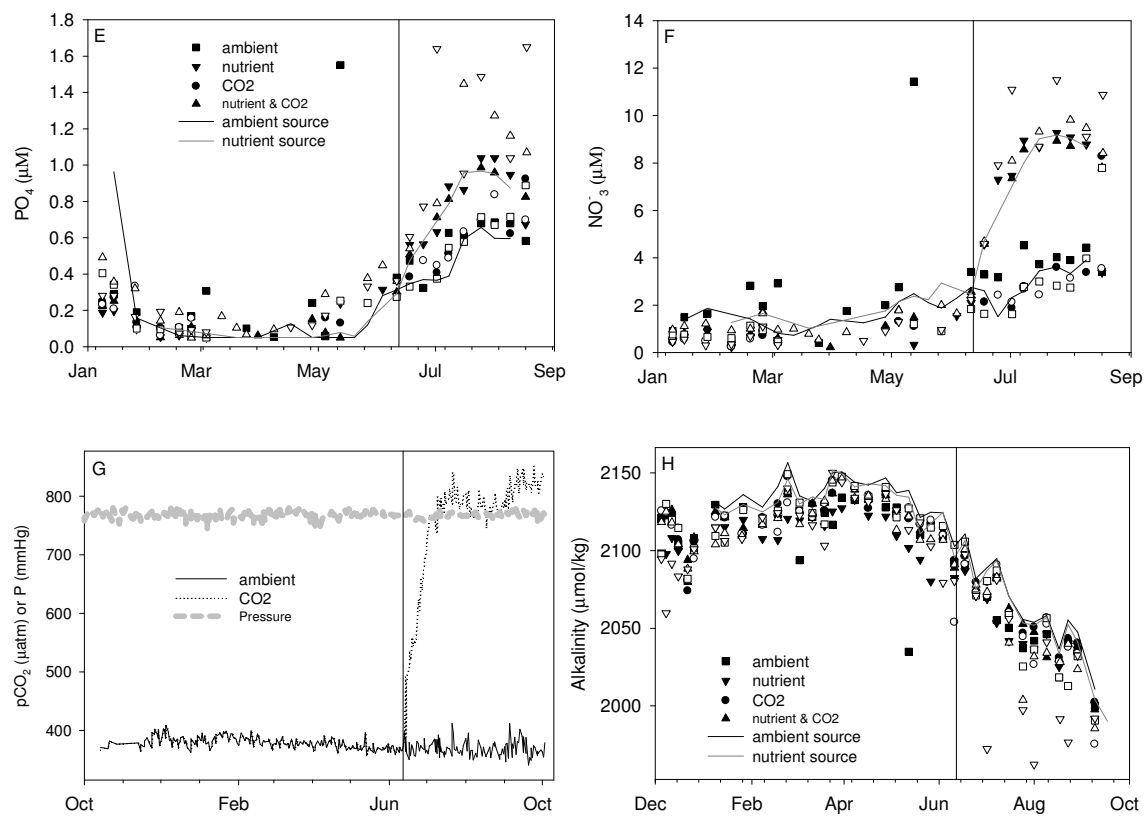 E
PO4 (µM)
1.8
1.6
1.4
1.2
1.0
0.8
0.6
0.4
0.2
0.0
ambient
nutrient
CO2
nutrient & CO2
ambient source
nutrient source
Jan Mar May Jul Sep
F
NO-3 (µM)
14
12
10
8
6
4
2
0
Jan Mar May Jul Sep
G
pCO2 (µatm) or P (mmHg)
800
700
600
500
400
ambient
CO2
Pressure
Oct Feb Jun Oct
H
Alkalinity (µmol/kg)
2150
2100
2050
2000
ambient
nutrient
CO2
nutrient & CO2
ambient source
nutrient source
Dec Feb Apr Jun Aug Oct